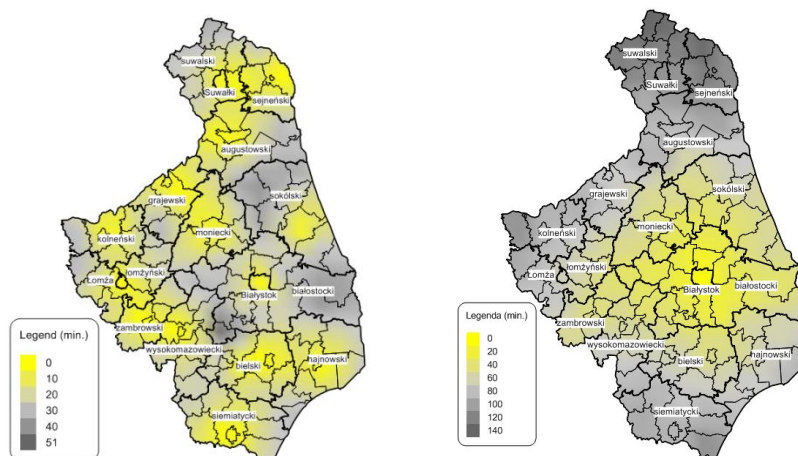 suwalski
Suwałki
sejneński
augustowski
grajewski
sokólski
kolneński
moniecki
Łomża
łomżyński
Białystok
białostocki
zambrowski
wysokomazowiecki
bielski
hajnowski
siemiatycki
Legend (min.)
0
10
20
30
40
51
suwalski
Suwałki
sejneński
augustowski
grajewski
sokólski
kolneński
moniecki
Łomża
łomżyński
Białystok
białostocki
zambrowski
wysokomazowiecki
bielski
hajnowski
siemiatycki
Legenda (min.)
0
20
40
60
80
100
120
140